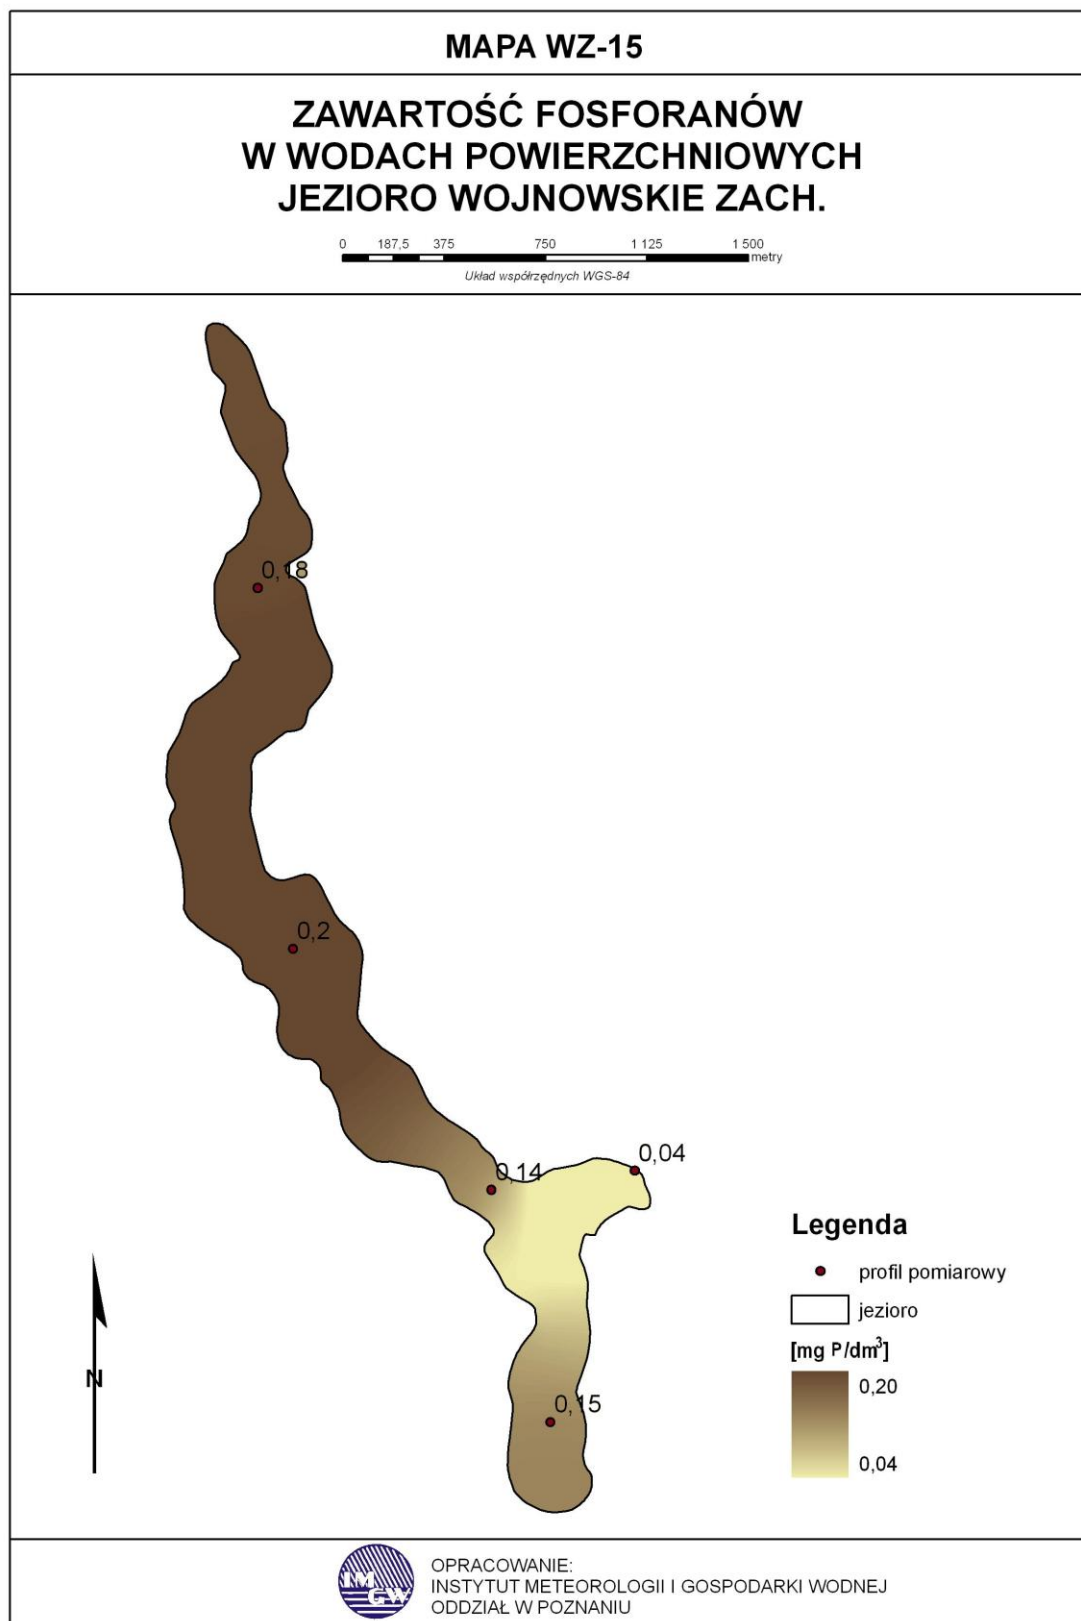 MAPA WZ-15
ZAWARTOŚĆ FOSFORANÓW
W WODACH POWIERZCHNIOWYCH
JEZIORO WOJNOWSKIE ZACH.
0 187,5 375 750 1 125 1 500
metry
Układ współrzędnych WGS-84
0,18
0,2
0,14
0,04
0,15
N
Legenda
profil pomiarowy
jezioro
[mg P/dm³]
0,20
0,04
IM
GW
OPRACOWANIE:
INSTYTUT METEOROLOGII I GOSPODARKI WODNEJ
ODDZIAŁ W POZNANIU